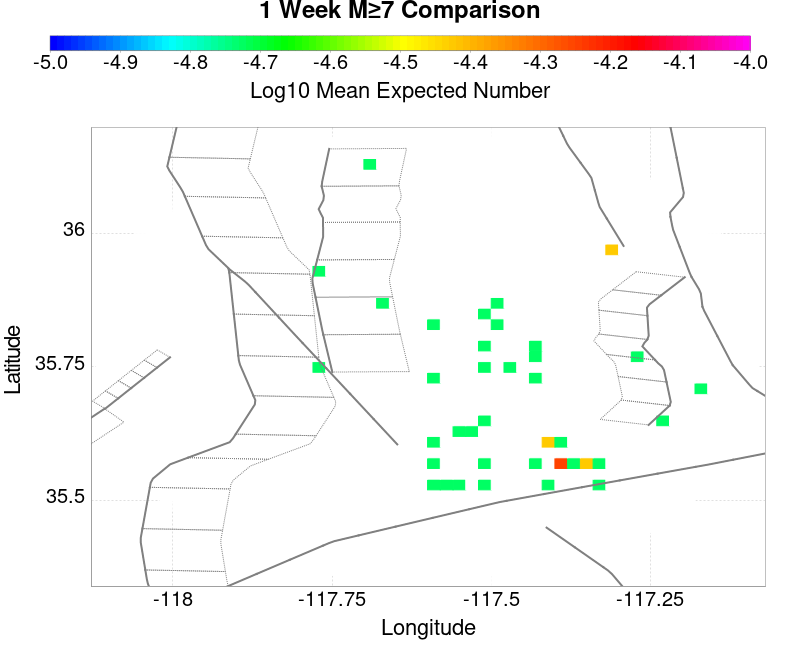 1 Week M≥7 Comparison
-5.0 -4.9 -4.8 -4.7 -4.6 -4.5 -4.4 -4.3 -4.2 -4.1 -4.0
Log10 Mean Expected Number
36
35.75
35.5
Latitude
-118 -117.75 -117.5 -117.25
Longitude